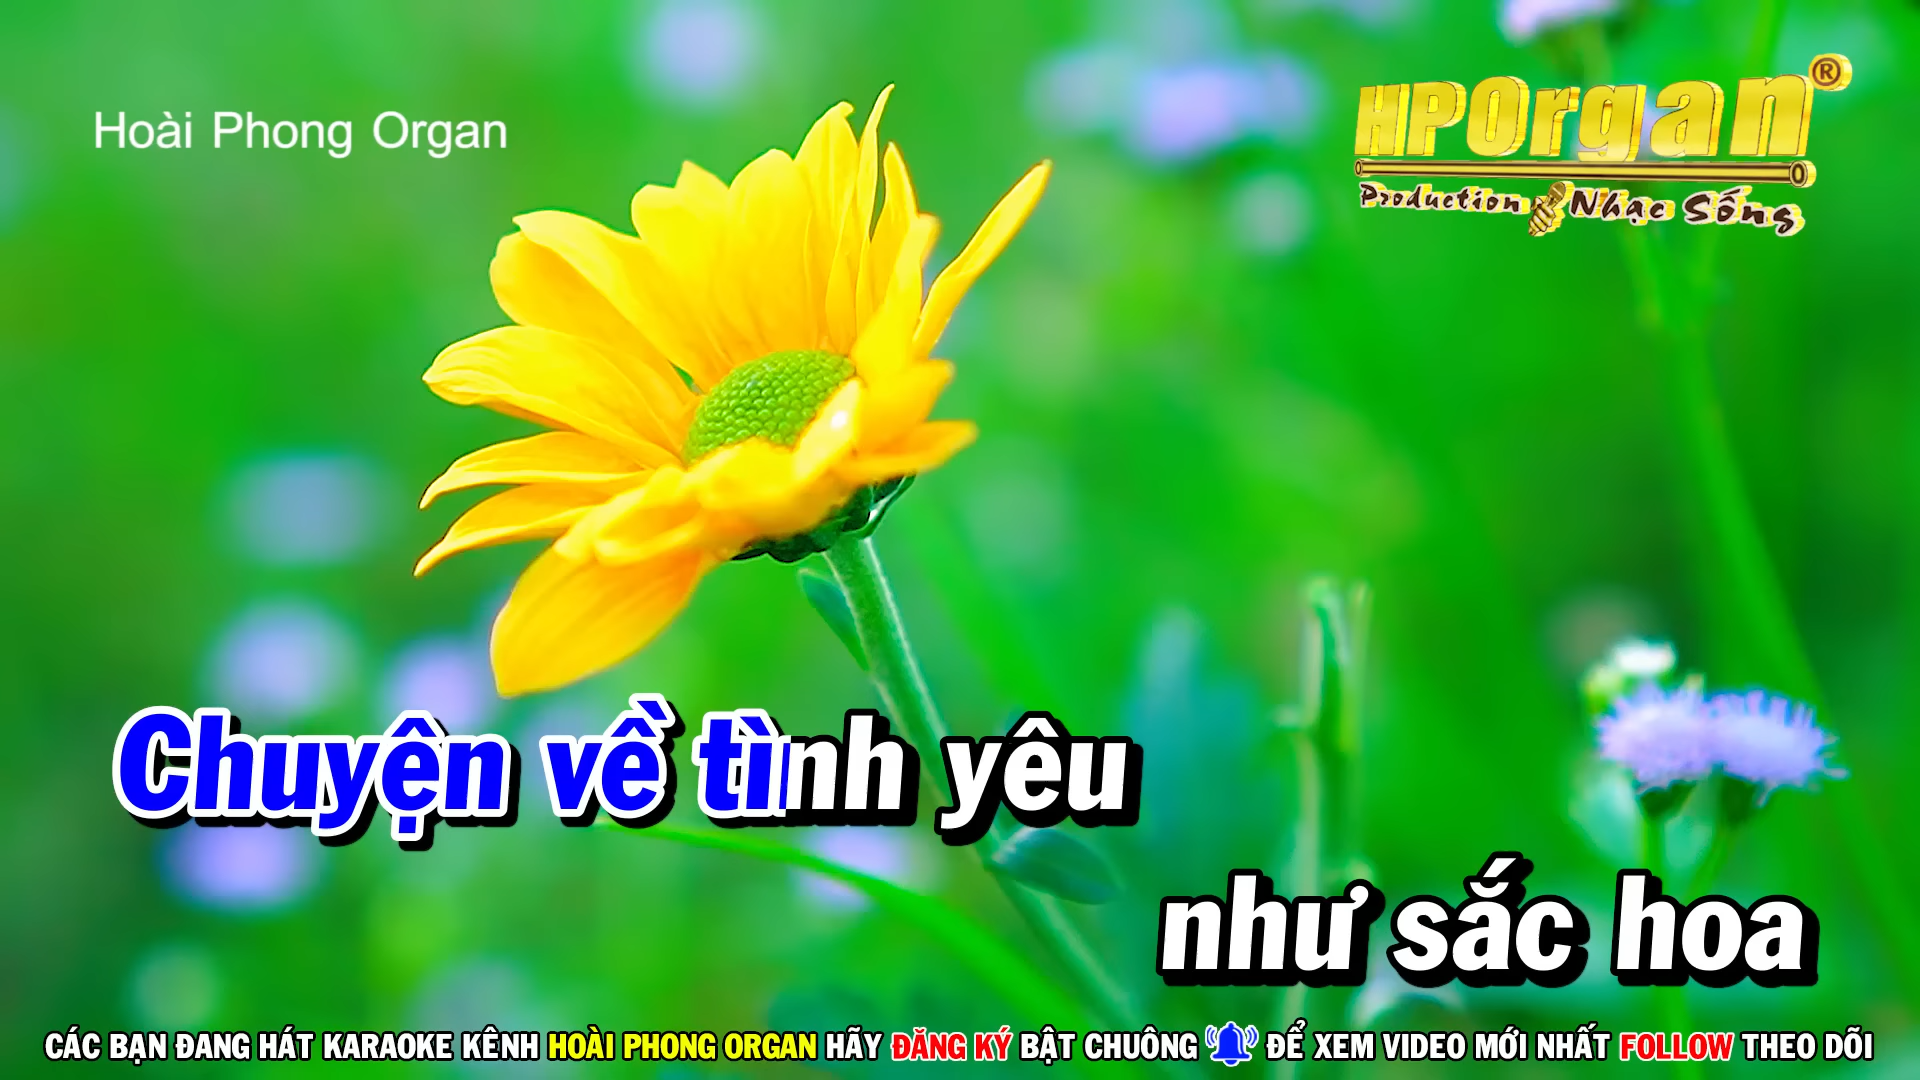 Hoài Phong Organ
HPOrgan®
Production Nhạc Sống
Chuyện về tình yêu
như sắc hoa
CÁC BẠN ĐANG HÁT KARAOKE KÊNH HOÀI PHONG ORGAN HÃY ĐĂNG KÝ BẬT CHUÔNG ĐỂ XEM VIDEO MỚI NHẤT FOLLOW THEO DÕI